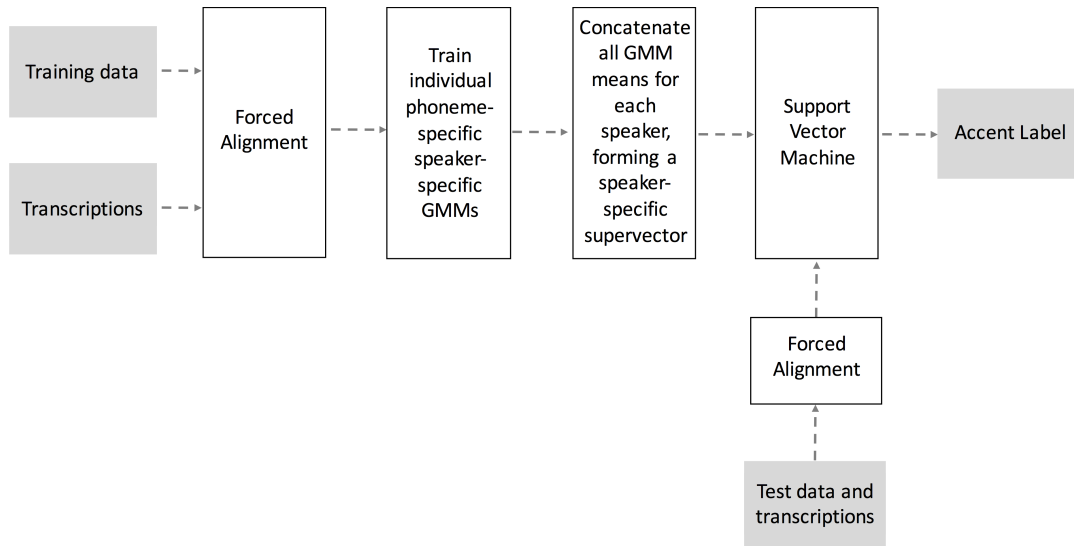 Training data
Transcriptions
Forced
Alignment
Train
individual
phoneme-
specific
speaker-
specific
GMMs
Concatenate
all GMM
means for
each
speaker,
forming a
speaker-
specific
supervector
Support
Vector
Machine
Accent Label
Forced
Alignment
Test data and
transcriptions